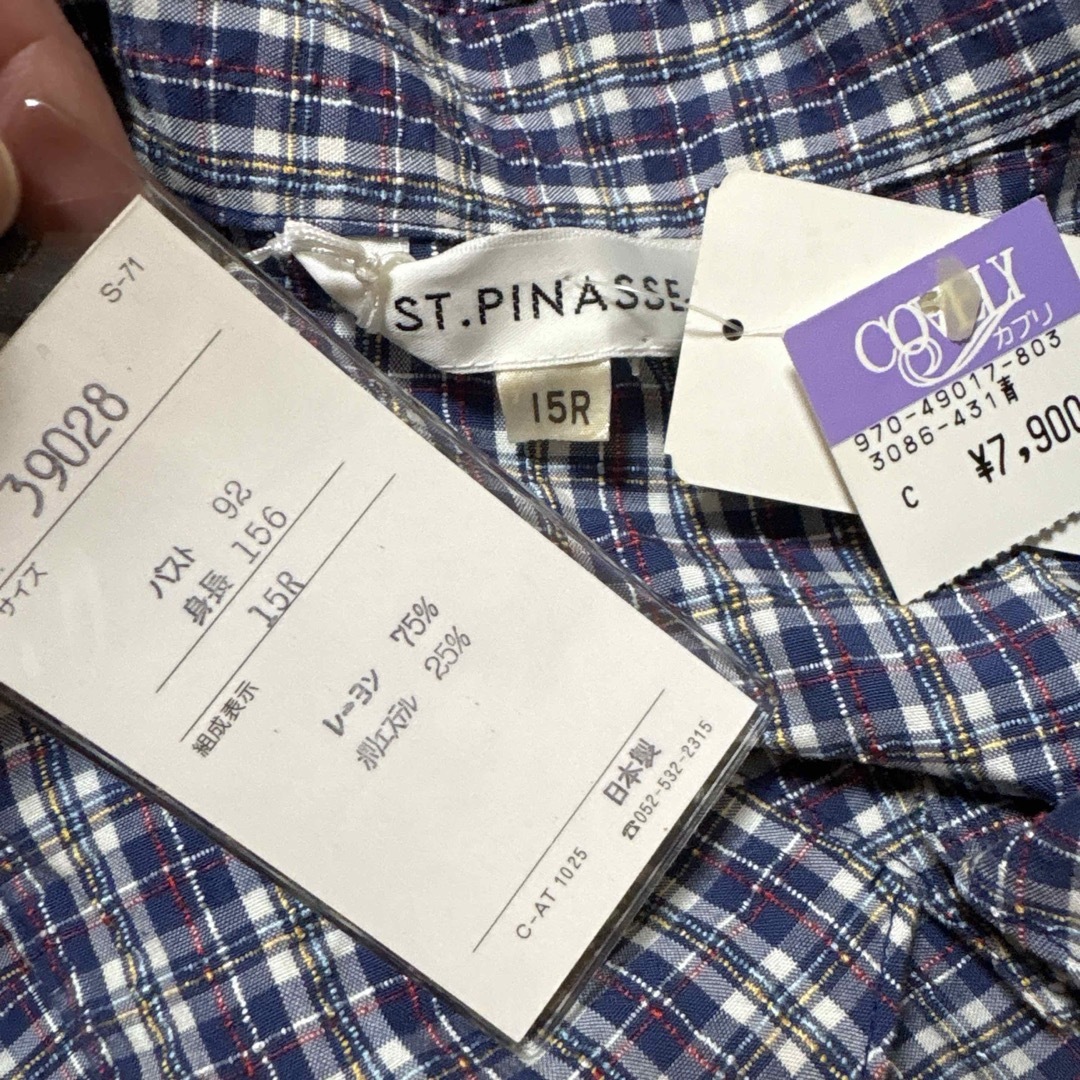 S-71
39028
サイズ
バスト 92
身長 156
15R
組成表示
レーヨン 75%
ポリエステル 25%
日本製
☎052-532-2315
C-AT 1025
ST.PINASSE
15R
カプリ
970-49017-803
3086-431青
C ¥7,900